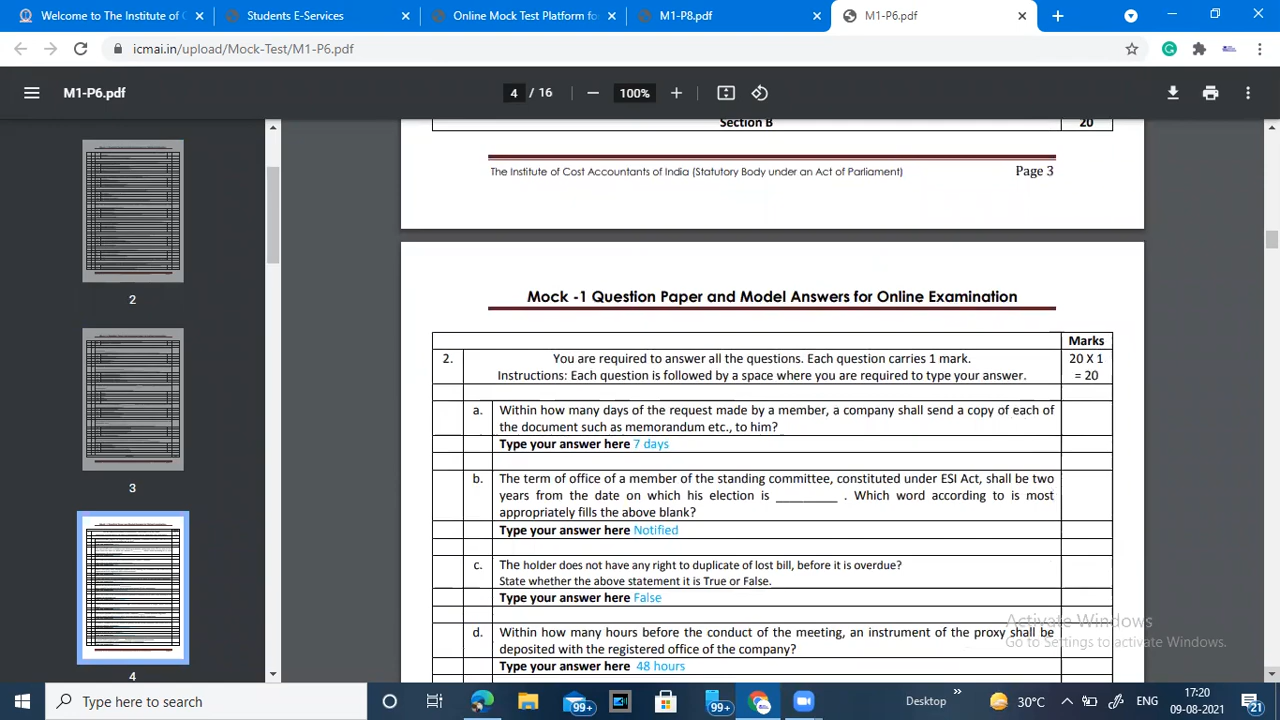 Welcome to The Institute of C
Students E-Services
Online Mock Test Platform for
M1-P8.pdf
M1-P6.pdf
icmai.in/upload/Mock-Test/M1-P6.pdf
M1-P6.pdf
4 / 16
100%
Section B
20
The Institute of Cost Accountants of India (Statutory Body under an Act of Parliament)
Page 3
Mock -1 Question Paper and Model Answers for Online Examination
Marks
2. You are required to answer all the questions. Each question carries 1 mark. 20 X 1
Instructions: Each question is followed by a space where you are required to type your answer. = 20
a. Within how many days of the request made by a member, a company shall send a copy of each of
the document such as memorandum etc., to him?
Type your answer here 7 days
b. The term of office of a member of the standing committee, constituted under ESI Act, shall be two
years from the date on which his election is _________ . Which word according to is most
appropriately fills the above blank?
Type your answer here Notified
c. The holder does not have any right to duplicate of lost bill, before it is overdue?
State whether the above statement it is True or False.
Type your answer here False
d. Within how many hours before the conduct of the meeting, an instrument of the proxy shall be
deposited with the registered office of the company?
Type your answer here 48 hours
2
3
4
Activate Windows
Go to Settings to activate Windows.
Type here to search
99+
99+
Desktop
30°C
ENG
17:20
09-08-2021
21